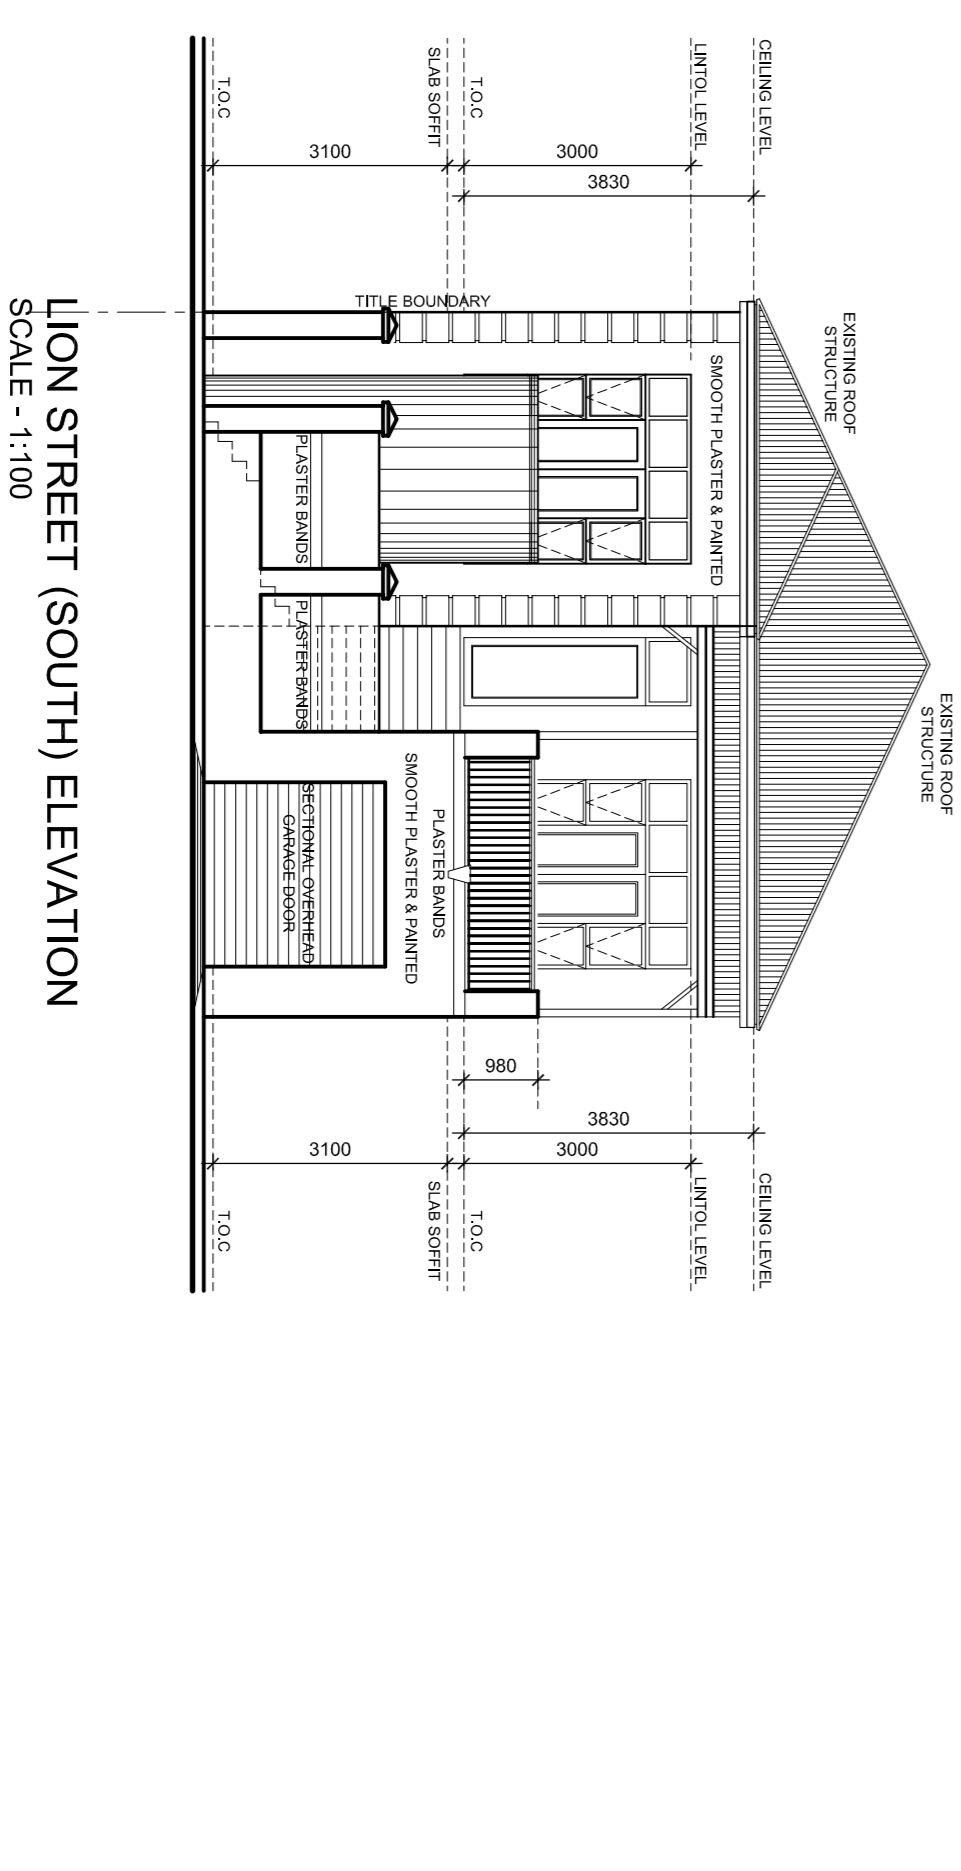 EXISTING ROOF
STRUCTURE
EXISTING ROOF
STRUCTURE
CEILING LEVEL
CEILING LEVEL
LINTOL LEVEL
LINTOL LEVEL
SMOOTH PLASTER & PAINTED
3830
3000
3830
3000
980
T.O.C
T.O.C
SLAB SOFFIT
SLAB SOFFIT
TITLE BOUNDARY
PLASTER BANDS
SMOOTH PLASTER & PAINTED
3100
3100
PLASTER BANDS
PLASTER BANDS
SECTIONAL OVERHEAD
GARAGE DOOR
T.O.C
T.O.C
LION STREET (SOUTH) ELEVATION
SCALE - 1:100